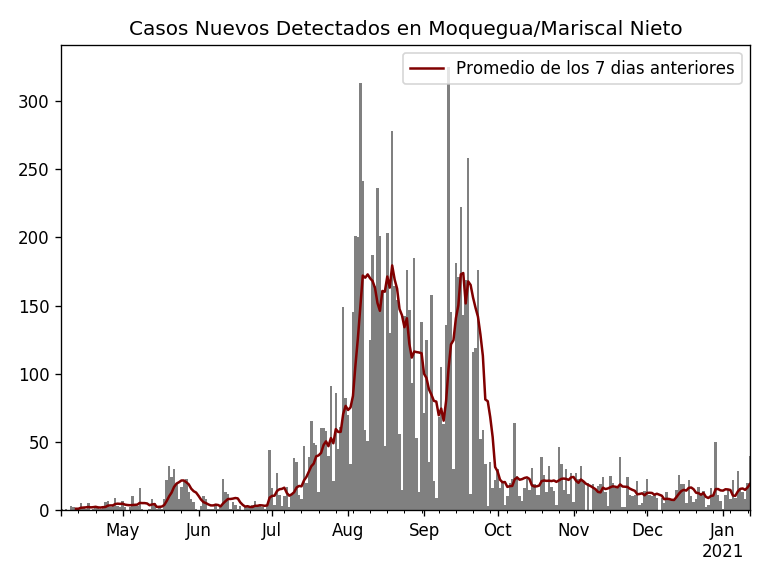 Casos Nuevos Detectados en Moquegua/Mariscal Nieto
Promedio de los 7 dias anteriores
300
250
200
150
100
50
0
May Jun Jul Aug Sep Oct Nov Dec Jan
2021